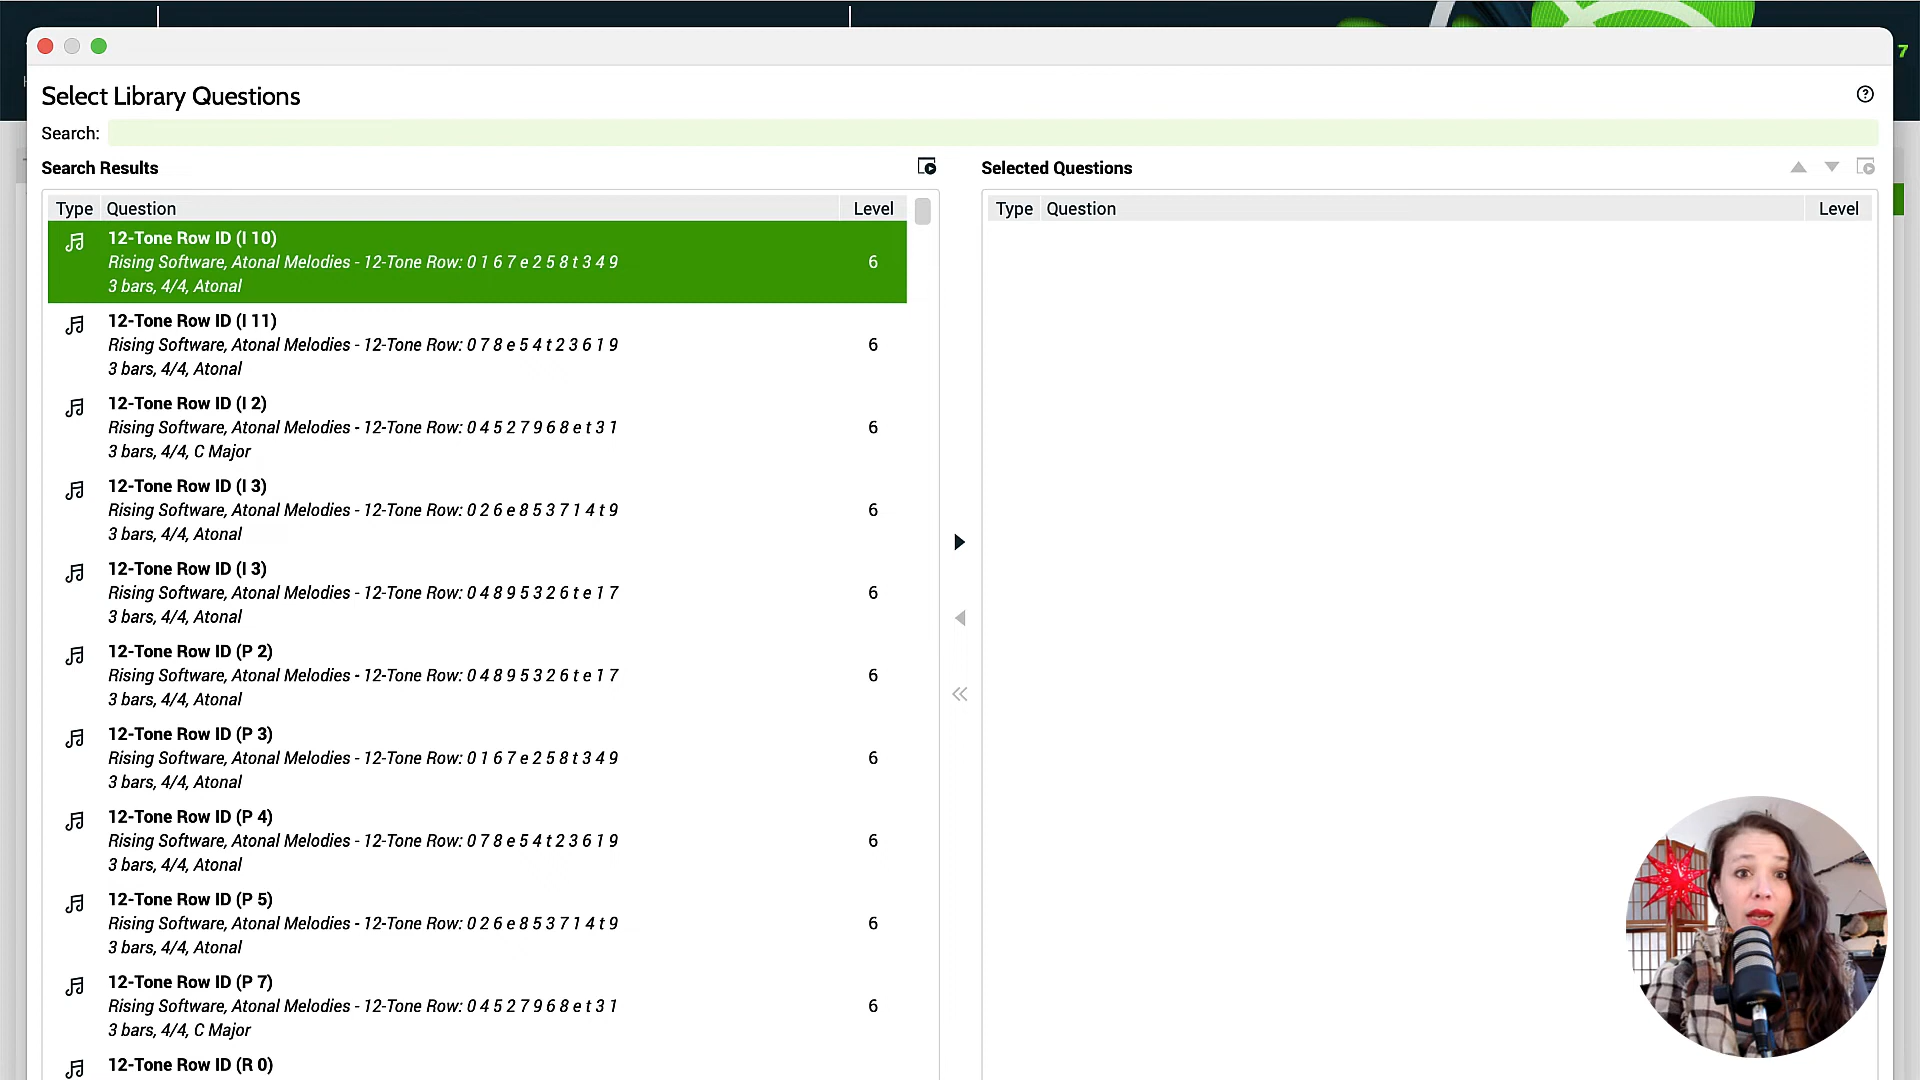 7
Select Library Questions
Search:
Search Results
Type Question Level
12-Tone Row ID (I 10)
Rising Software, Atonal Melodies - 12-Tone Row: 0 1 6 7 e 2 5 8 t 3 4 9
6
3 bars, 4/4, Atonal
12-Tone Row ID (I 11)
Rising Software, Atonal Melodies - 12-Tone Row: 0 7 8 e 5 4 t 2 3 6 1 9
6
3 bars, 4/4, Atonal
12-Tone Row ID (I 2)
Rising Software, Atonal Melodies - 12-Tone Row: 0 4 5 2 7 9 6 8 e t 3 1
6
3 bars, 4/4, C Major
12-Tone Row ID (I 3)
Rising Software, Atonal Melodies - 12-Tone Row: 0 2 6 e 8 5 3 7 1 4 t 9
6
3 bars, 4/4, Atonal
12-Tone Row ID (I 3)
Rising Software, Atonal Melodies - 12-Tone Row: 0 4 8 9 5 3 2 6 t e 1 7
6
3 bars, 4/4, Atonal
12-Tone Row ID (P 2)
Rising Software, Atonal Melodies - 12-Tone Row: 0 4 8 9 5 3 2 6 t e 1 7
6
3 bars, 4/4, Atonal
12-Tone Row ID (P 3)
Rising Software, Atonal Melodies - 12-Tone Row: 0 1 6 7 e 2 5 8 t 3 4 9
6
3 bars, 4/4, Atonal
12-Tone Row ID (P 4)
Rising Software, Atonal Melodies - 12-Tone Row: 0 7 8 e 5 4 t 2 3 6 1 9
6
3 bars, 4/4, Atonal
12-Tone Row ID (P 5)
Rising Software, Atonal Melodies - 12-Tone Row: 0 2 6 e 8 5 3 7 1 4 t 9
6
3 bars, 4/4, Atonal
12-Tone Row ID (P 7)
Rising Software, Atonal Melodies - 12-Tone Row: 0 4 5 2 7 9 6 8 e t 3 1
6
3 bars, 4/4, C Major
12-Tone Row ID (R 0)
Selected Questions
Type Question Level